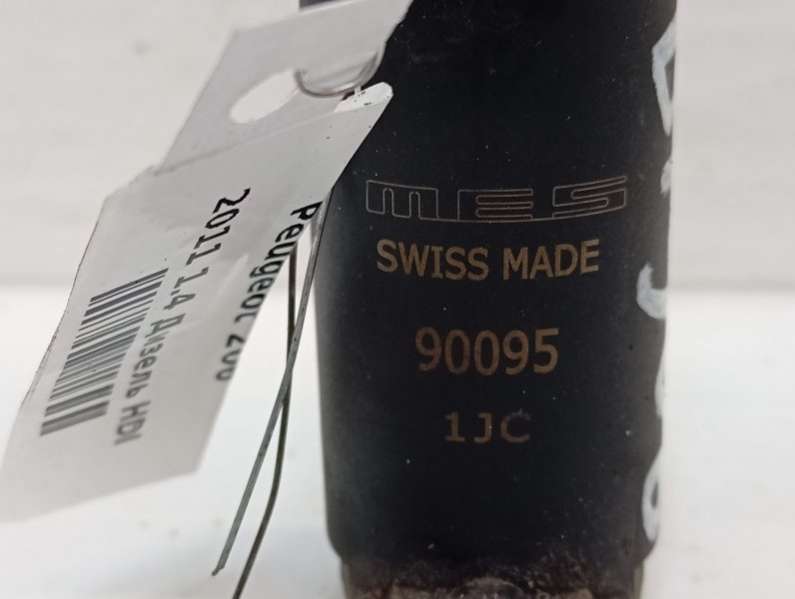 Peugeot 206
2011 1,4 Дизель HDI
MES
SWISS MADE
90095
1JC